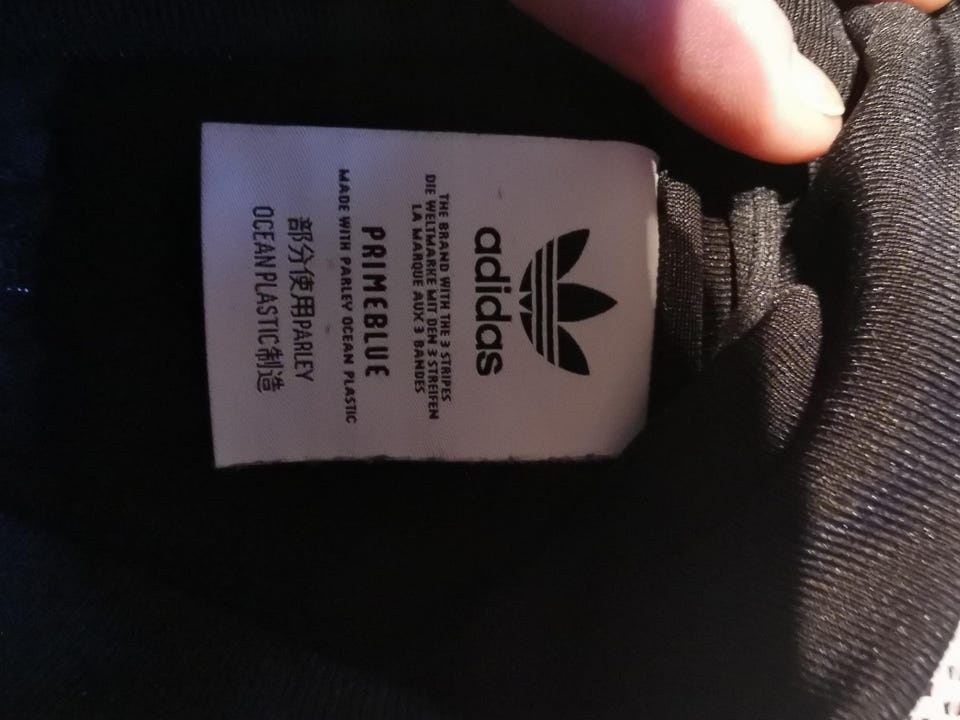 adidas
THE BRAND WITH THE 3 STRIPES
DIE WELTMARKE MIT DEN 3 STREIFEN
LA MARQUE AUX 3 BANDES
PRIMEBLUE
MADE WITH PARLEY OCEAN PLASTIC
部分使用PARLEY
OCEAN PLASTIC制造